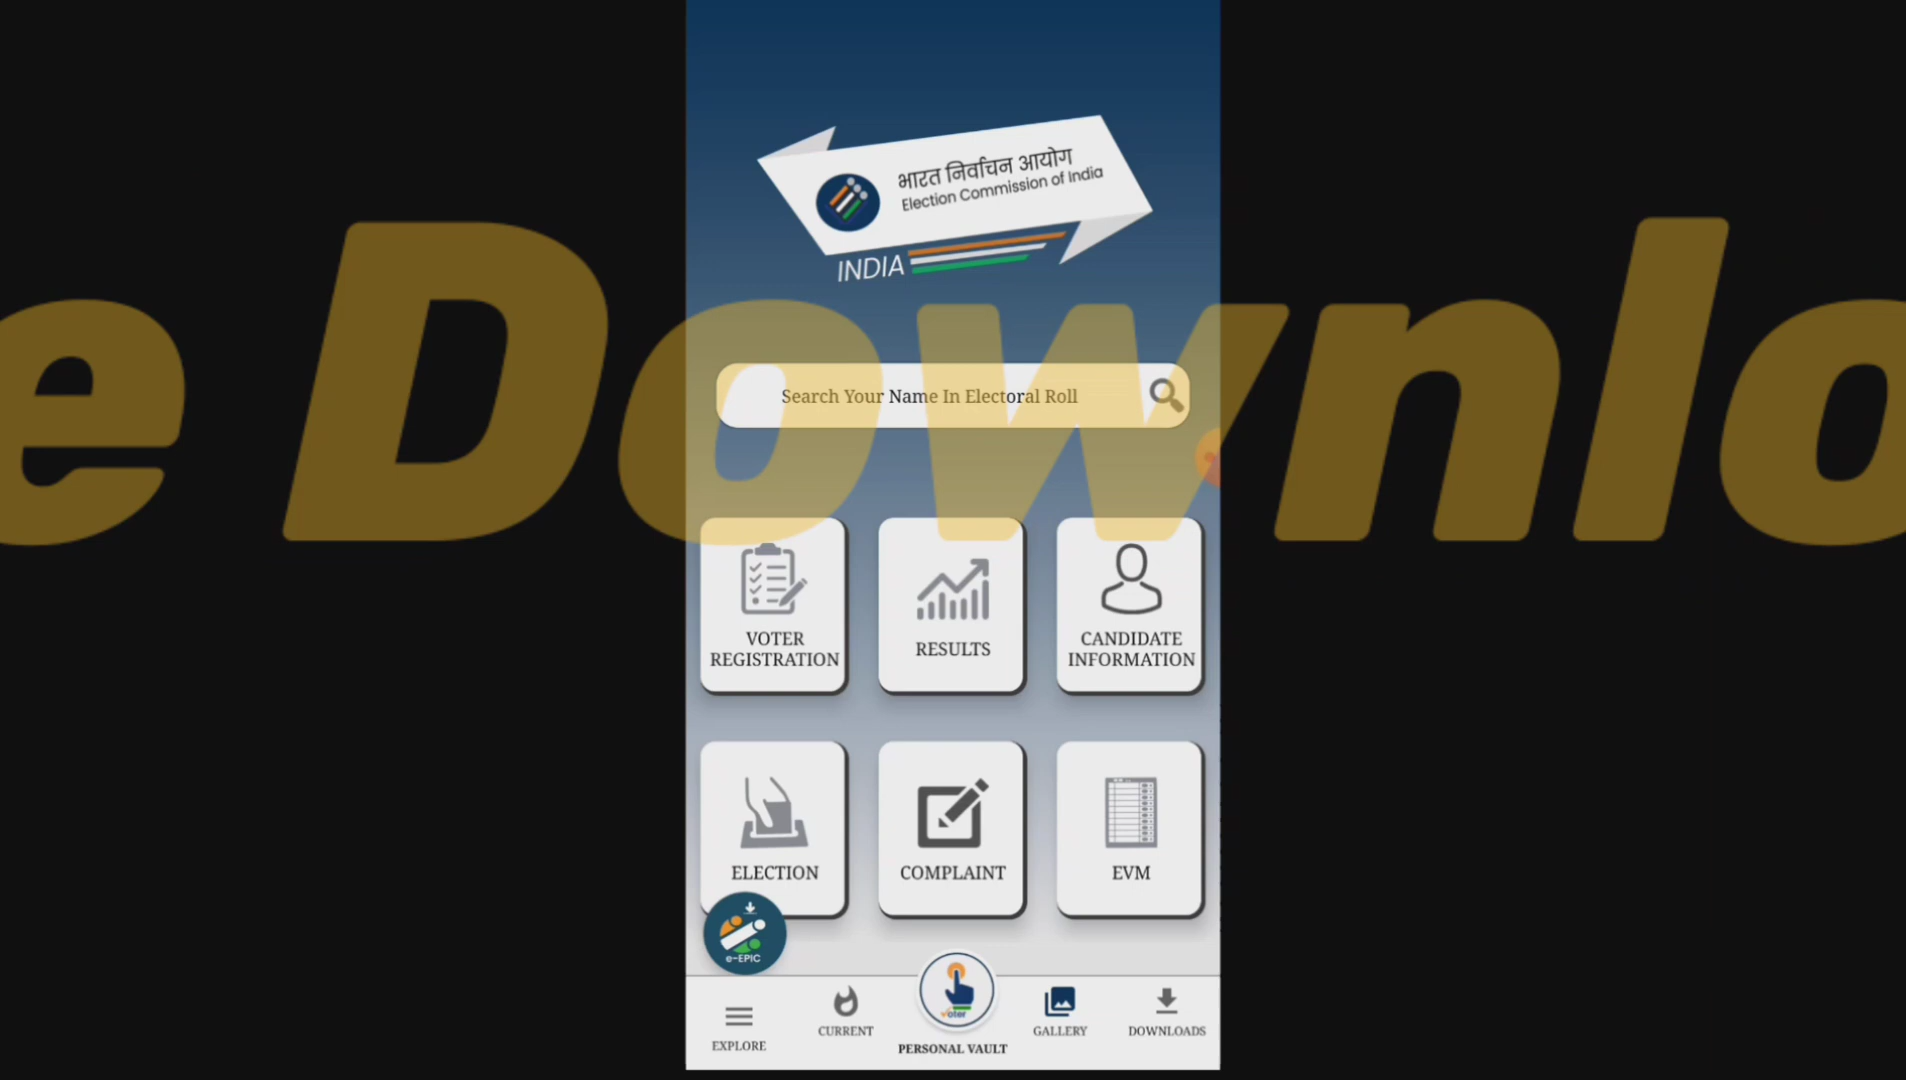 भारत निर्वाचन आयोग
Election Commission of India
INDIA
e Downlo
Search Your Name In Electoral Roll
VOTER
REGISTRATION
RESULTS
CANDIDATE
INFORMATION
ELECTION
COMPLAINT
EVM
e-EPIC
EXPLORE
CURRENT
Voter
PERSONAL VAULT
GALLERY
DOWNLOADS